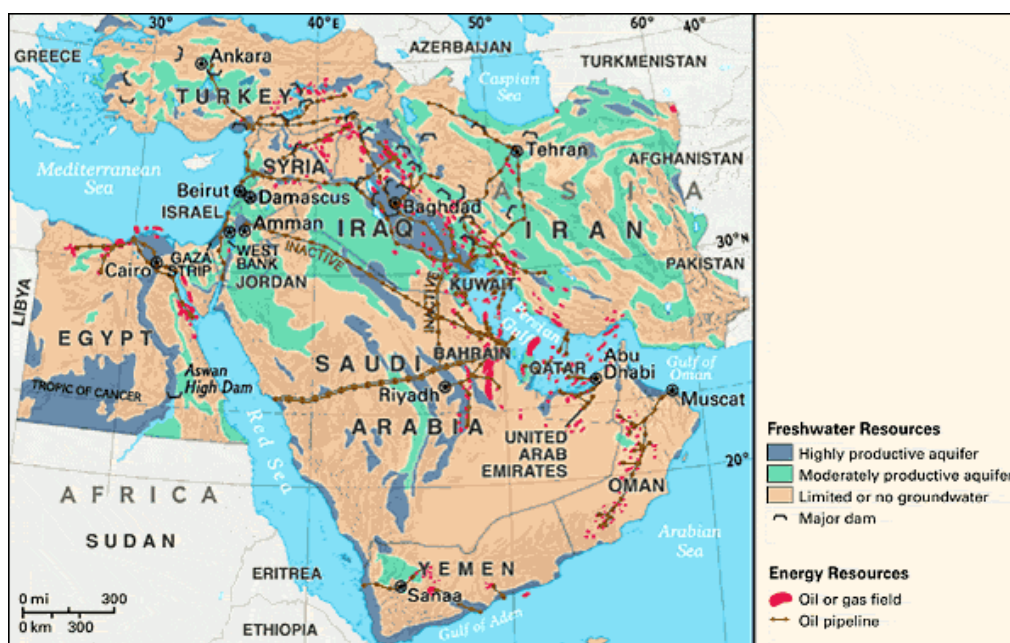 30°
40°E
50°
60°
40°
GREECE
Ankara
TURKEY
AZERBAIJAN
Caspian
Sea
TURKMENISTAN
Mediterranean
Sea
SYRIA
Tehran
AFGHANISTAN
ASIA
Beirut
Damascus
ISRAEL
Baghdad
IRAQ
IRAN
Amman
30°N
LIBYA
Cairo
GAZA
STRIP
WEST
BANK
JORDAN
INACTIVE
INACTIVE
KUWAIT
PAKISTAN
Persian
Gulf
EGYPT
SAUDI
ARABIA
BAHRAIN
QATAR
Abu
Dhabi
Gulf of
Oman
Aswan
High Dam
TROPIC OF CANCER
Riyadh
Muscat
Red Sea
UNITED
ARAB
EMIRATES
20°
OMAN
AFRICA
SUDAN
Arabian
Sea
ERITREA
YEMEN
Sanaa
Gulf of Aden
ETHIOPIA
0 mi 300
0 km 300
Freshwater Resources
Highly productive aquifer
Moderately productive aquifer
Limited or no groundwater
Major dam
Energy Resources
Oil or gas field
Oil pipeline